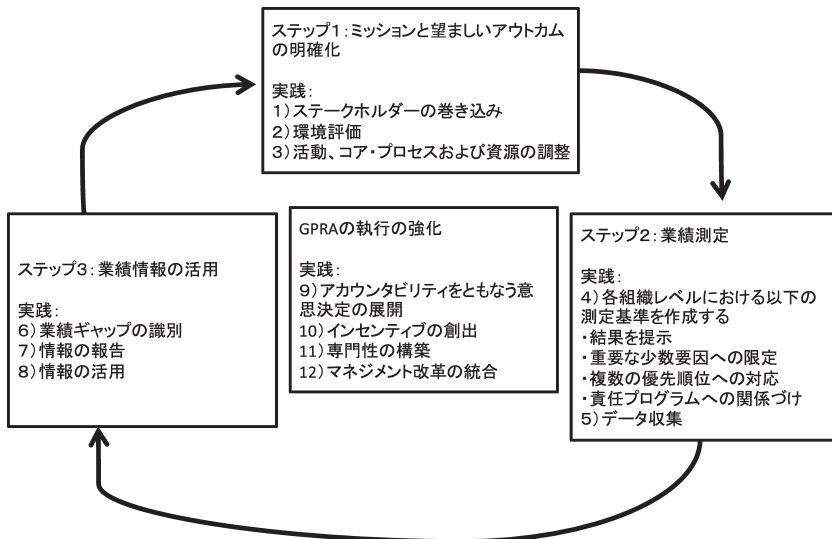 ステップ1:ミッションと望ましいアウトカム
の明確化
実践:
1)ステークホルダーの巻き込み
2)環境評価
3)活動、コア・プロセスおよび資源の調整
ステップ2:業績測定
実践:
4)各組織レベルにおける以下の
測定基準を作成する
・結果を提示
・重要な少数要因への限定
・複数の優先順位への対応
・責任プログラムへの関係づけ
5)データ収集
ステップ3:業績情報の活用
実践:
6)業績ギャップの識別
7)情報の報告
8)情報の活用
GPRAの執行の強化
実践:
9)アカウンタビリティをともなう意
思決定の展開
10)インセンティブの創出
11)専門性の構築
12)マネジメント改革の統合